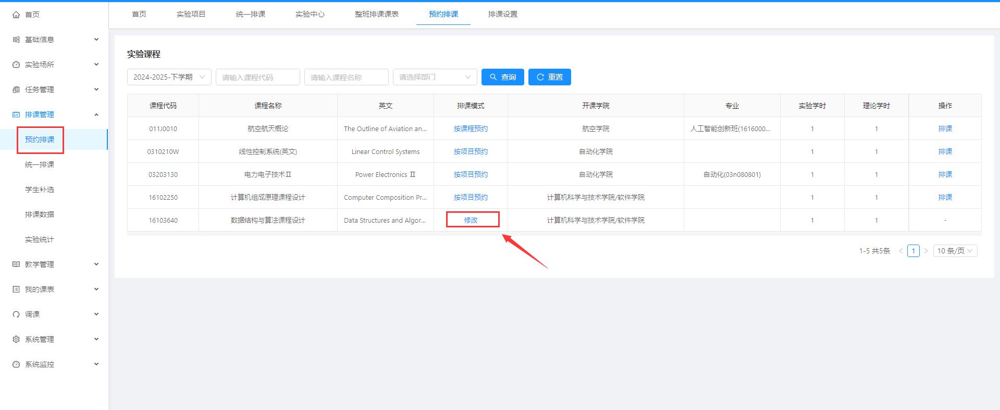 首页
基础信息
实验场所
任务管理
排课管理
预约排课
统一排课
学生补选
排课数据
实验统计
教学管理
我的课表
调课
系统管理
系统监控
首页 实验项目 统一排课 实验中心 整班排课课表 预约排课 排课设置
实验课程
2024-2025-下学期 请输入课程代码 请输入课程名称 请选择部门 查询 重置
课程代码 课程名称 英文 排课模式 开课学院 专业 实验学时 理论学时 操作
011J0010 航空航天概论 The Outline of Aviation an... 按课程预约 航空学院 人工智能创新班(1616000... 1 1 排课
0310210W 线性控制系统(英文) Linear Control Systems 按项目预约 自动化学院 1 1 排课
03203130 电力电子技术Ⅱ Power Electronics Ⅱ 按项目预约 自动化学院 自动化(03n080801) 1 1 排课
16102250 计算机组成原理课程设计 Computer Composition Pr... 按项目预约 计算机科学与技术学院/软件学院 1 1 排课
16103640 数据结构与算法课程设计 Data Structures and Algor... 修改 计算机科学与技术学院/软件学院 1 1 -
1-5 共5条 < 1 > 10 条/页